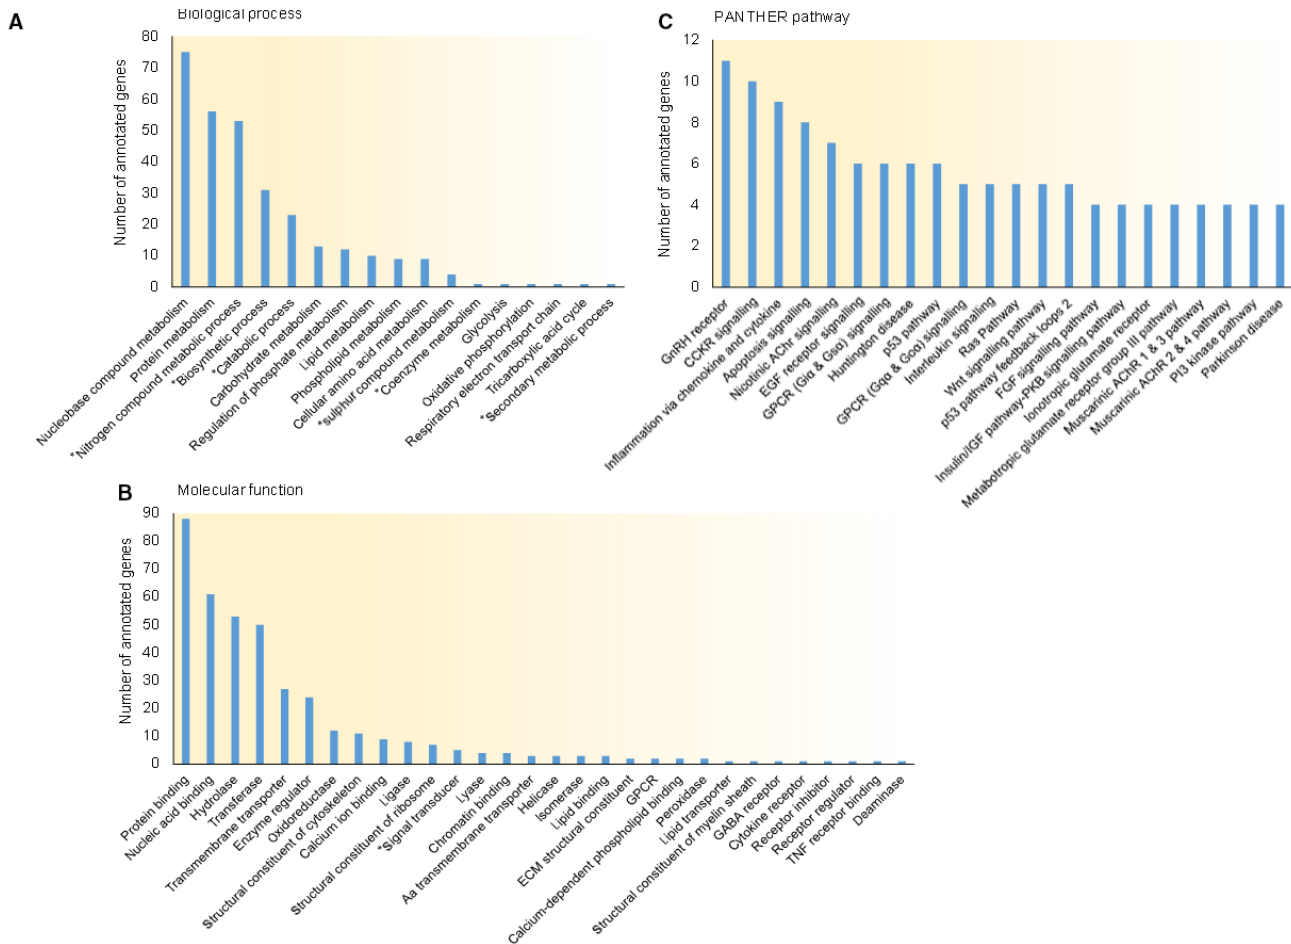 A
Biological process
Number of annotated genes
80
70
60
50
40
30
20
10
0
Nucleobase compound metabolism
Protein metabolism
*Nitrogen compound metabolic process
*Biosynthetic process
*Catabolic process
Carbohydrate metabolism
Regulation of phosphate metabolism
Lipid metabolism
Phospholipid metabolism
Cellular amino acid metabolism
*sulphur compound metabolism
*Coenzyme metabolism
Glycolysis
Oxidative phosphorylation
Respiratory electron transport chain
Tricarboxylic acid cycle
*Secondary metabolic process
C
PANTHER pathway
Number of annotated genes
12
10
8
6
4
2
0
GnRH receptor
CCKR signalling
Inflammation via chemokine and cytokine
Apoptosis signalling
Nicotinic AChr signalling
EGF receptor signalling
GPCR (Giα & Gsα) signalling
Huntington disease
p53 pathway
GPCR (Gqα & Goα) signalling
Interleukin signalling
Ras Pathway
Wnt signalling pathway
p53 pathway feedback loops 2
FGF signalling pathway
Insulin/IGF pathway-PKB signaling pathway
Ionotropic glutamate receptor
Metabotropic glutamate receptor group III pathway
Muscarinic AChR 1 & 3 pathway
Muscarinic AChR 2 & 4 pathway
PI3 kinase pathway
Parkinson disease
B
Molecular function
Number of annotated genes
90
80
70
60
50
40
30
20
10
0
Protein binding
Nucleic acid binding
Hydrolase
Transferase
Transmembrane transporter
Enzyme regulator
Oxidoreductase
Structural constituent of cytoskeleton
Calcium ion binding
Ligase
Structural constituent of ribosome
*Signal transducer
Lyase
Chromatin binding
Aa transmembrane transporter
Helicase
Isomerase
Lipid binding
ECM structural constituent
GPCR
Calcium-dependent phospholipid binding
Peroxidase
Lipid transporter
Structural constituent of myelin sheath
GABA receptor
Cytokine receptor
Receptor inhibitor
Receptor regulator
TNF receptor binding
Deaminase